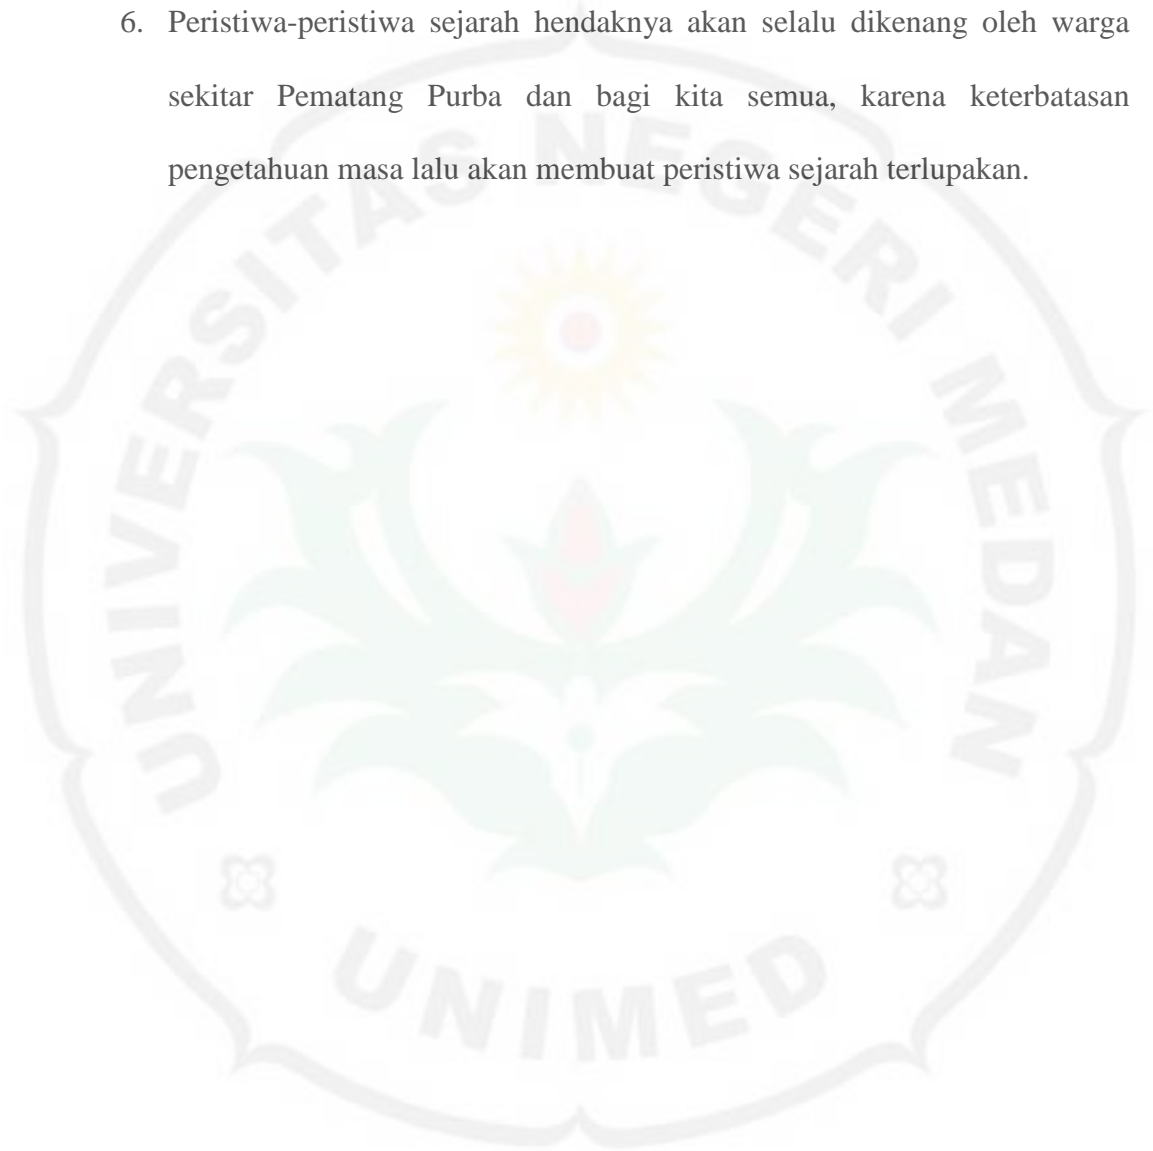 6. Peristiwa-peristiwa sejarah hendaknya akan selalu dikenang oleh warga
sekitar Pematang Purba dan bagi kita semua, karena keterbatasan
pengetahuan masa lalu akan membuat peristiwa sejarah terlupakan.
UNIVERSITAS NEGERI MEDAN
UNIMED